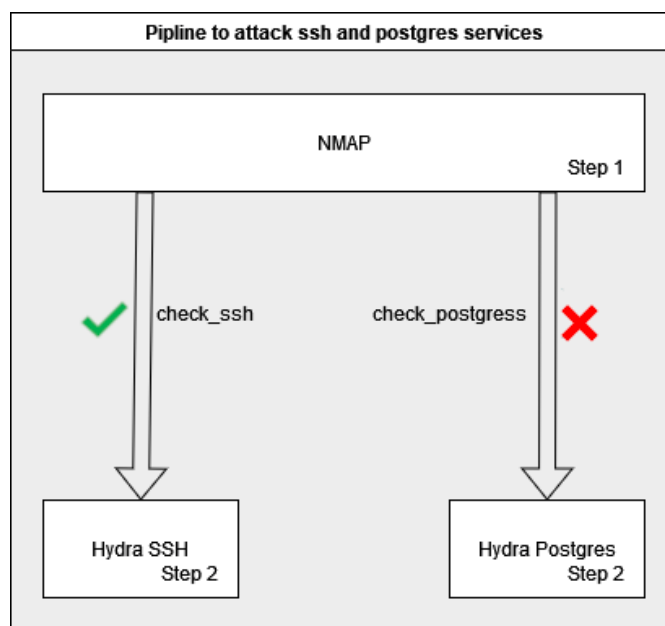 Pipline to attack ssh and postgres services
NMAP
Step 1
check_ssh
check_postgress
Hydra SSH
Step 2
Hydra Postgres
Step 2